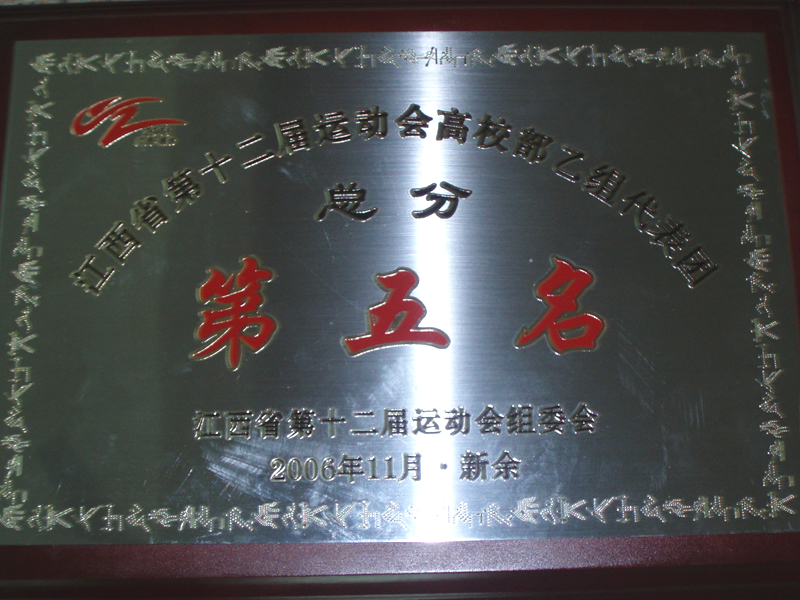 江西省第十二届运动会高校部乙组代表团
总分
第五名
江西省第十二届运动会组委会
2006年11月·新余